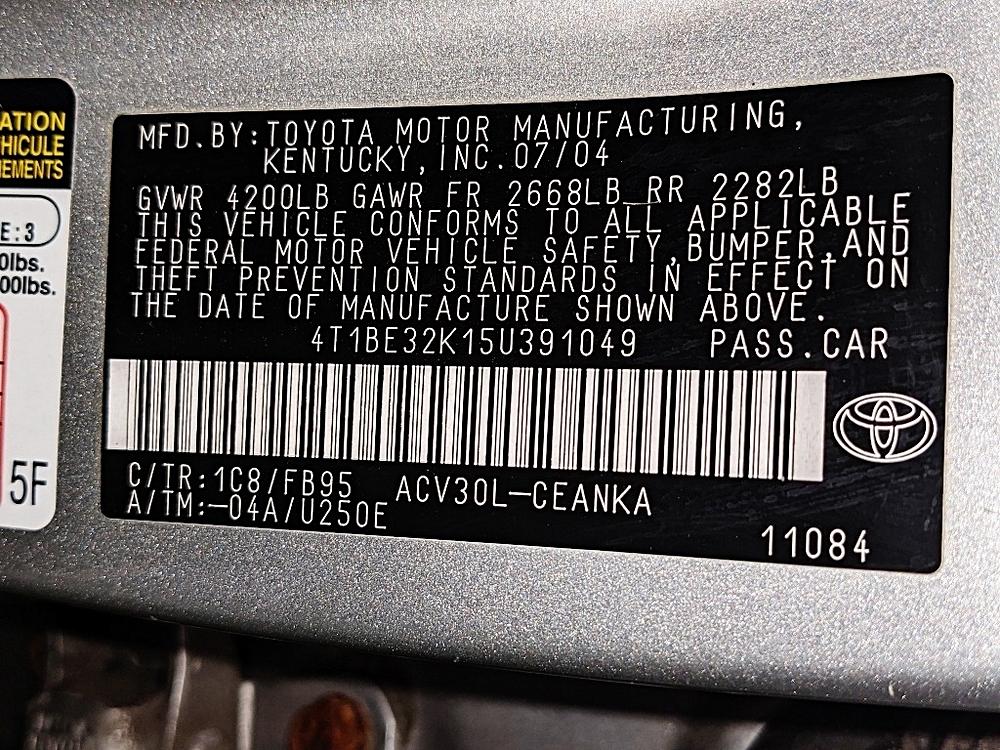 ATION
HICULE
EMENTS
E:3
0lbs.
00lbs.
5F
MFD.BY:TOYOTA MOTOR MANUFACTURING,
KENTUCKY,INC.07/04
GVWR 4200LB GAWR FR 2668LB RR 2282LB
THIS VEHICLE CONFORMS TO ALL APPLICABLE
FEDERAL MOTOR VEHICLE SAFETY,BUMPER,AND
THEFT PREVENTION STANDARDS IN EFFECT ON
THE DATE OF MANUFACTURE SHOWN ABOVE.
4T1BE32K15U391049 PASS.CAR
C/TR:1C8/FB95 ACV30L-CEANKA
A/TM:-04A/U250E
11084